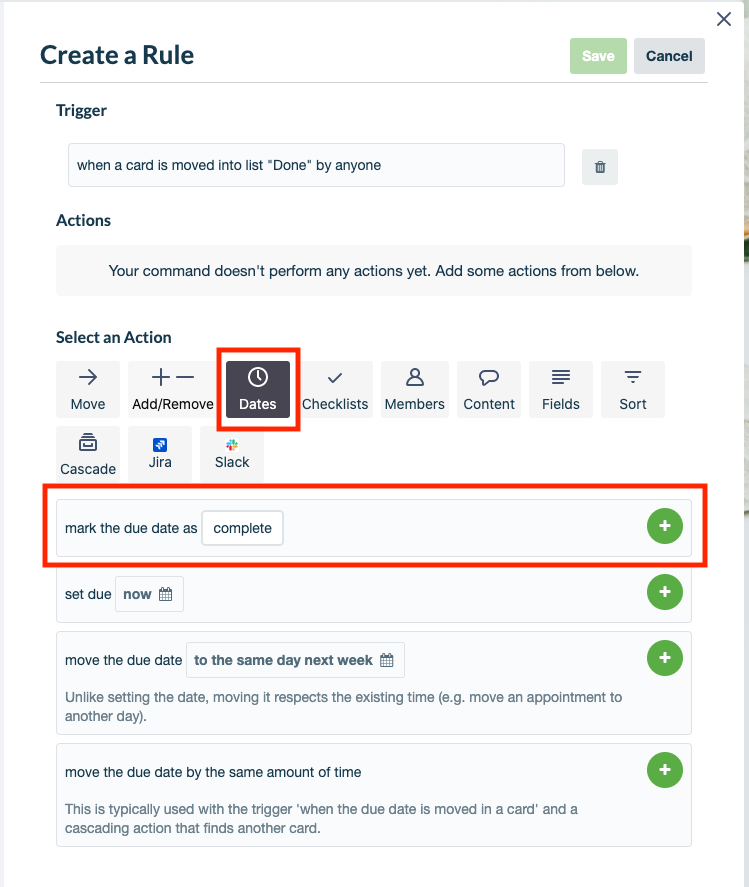 Create a Rule
Save
Cancel
Trigger
when a card is moved into list "Done" by anyone
Actions
Your command doesn't perform any actions yet. Add some actions from below.
Select an Action
Move
Add/Remove
Dates
Checklists
Members
Content
Fields
Sort
Cascade
Jira
Slack
mark the due date as complete
set due now
move the due date to the same day next week
Unlike setting the date, moving it respects the existing time (e.g. move an appointment to
another day).
move the due date by the same amount of time
This is typically used with the trigger 'when the due date is moved in a card' and a
cascading action that finds another card.